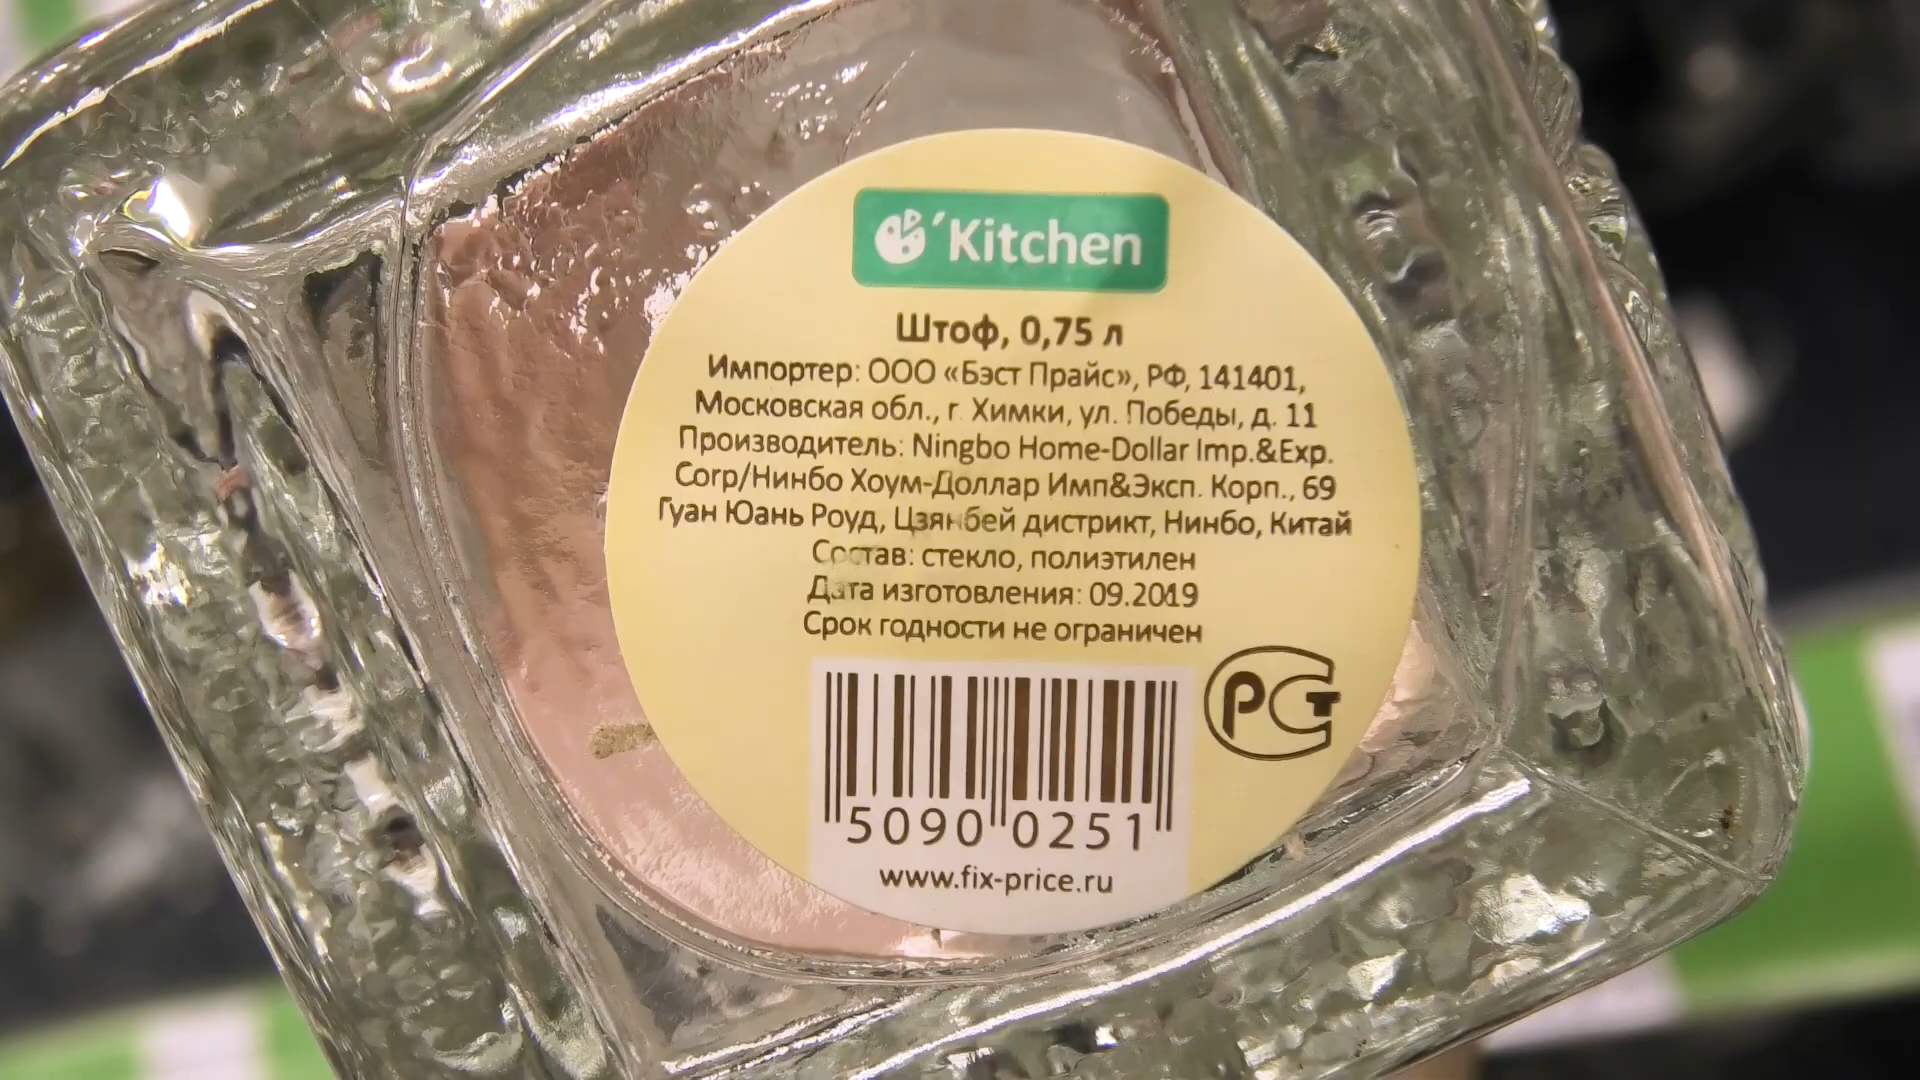 'Kitchen
Штоф, 0,75 л
Импортер: ООО «Бэст Прайс», РФ, 141401,
Московская обл., г. Химки, ул. Победы, д. 11
Производитель: Ningbo Home-Dollar Imp.&Exp.
Corp/Нинбо Хоум-Доллар Имп&Эксп. Корп., 69
Гуан Юань Роуд, Цзянбей дистрикт, Нинбо, Китай
Состав: стекло, полиэтилен
Дата изготовления: 09.2019
Срок годности не ограничен
РСТ
5090 0251
www.fix-price.ru